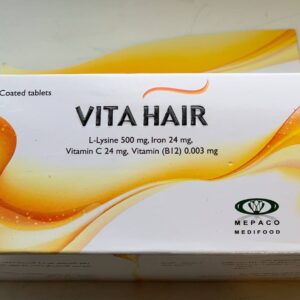 Coated tablets
VITA HAIR
L-Lysine 500 mg, Iron 24 mg,
Vitamin C 24 mg, Vitamin (B12) 0.003 mg
MEPACO
MEDIFOOD